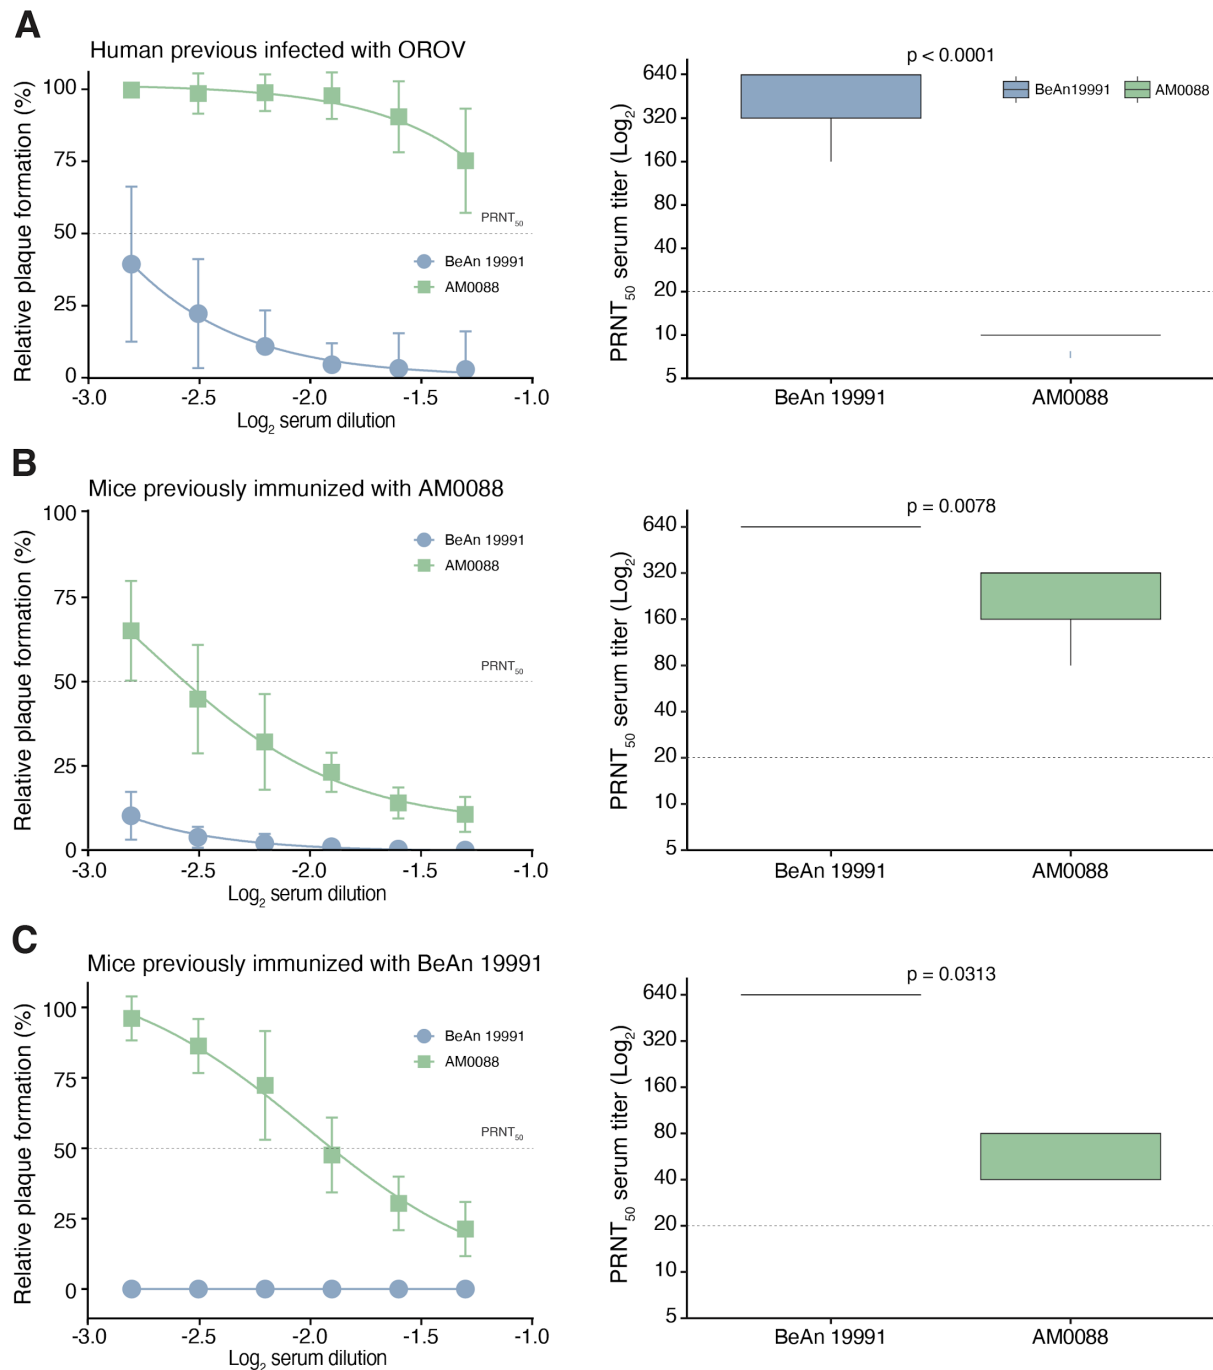 A
Human previous infected with OROV
Relative plaque formation (%)
100
75
50
25
0
PRNT50
BeAn 19991
AM0088
-3.0 -2.5 -2.0 -1.5 -1.0
Log2 serum dilution
p < 0.0001
BeAn19991 AM0088
PRNT50 serum titer (Log2)
640
320
160
80
40
20
10
5
BeAn 19991 AM0088
B
Mice previously immunized with AM0088
Relative plaque formation (%)
100
75
50
25
0
BeAn 19991
AM0088
PRNT50
-3.0 -2.5 -2.0 -1.5 -1.0
Log2 serum dilution
p = 0.0078
PRNT50 serum titer (Log2)
640
320
160
80
40
20
10
5
BeAn 19991 AM0088
C
Mice previously immunized with BeAn 19991
Relative plaque formation (%)
100
75
50
25
0
BeAn 19991
AM0088
PRNT50
-3.0 -2.5 -2.0 -1.5 -1.0
Log2 serum dilution
p = 0.0313
PRNT50 serum titer (Log2)
640
320
160
80
40
20
10
5
BeAn 19991 AM0088